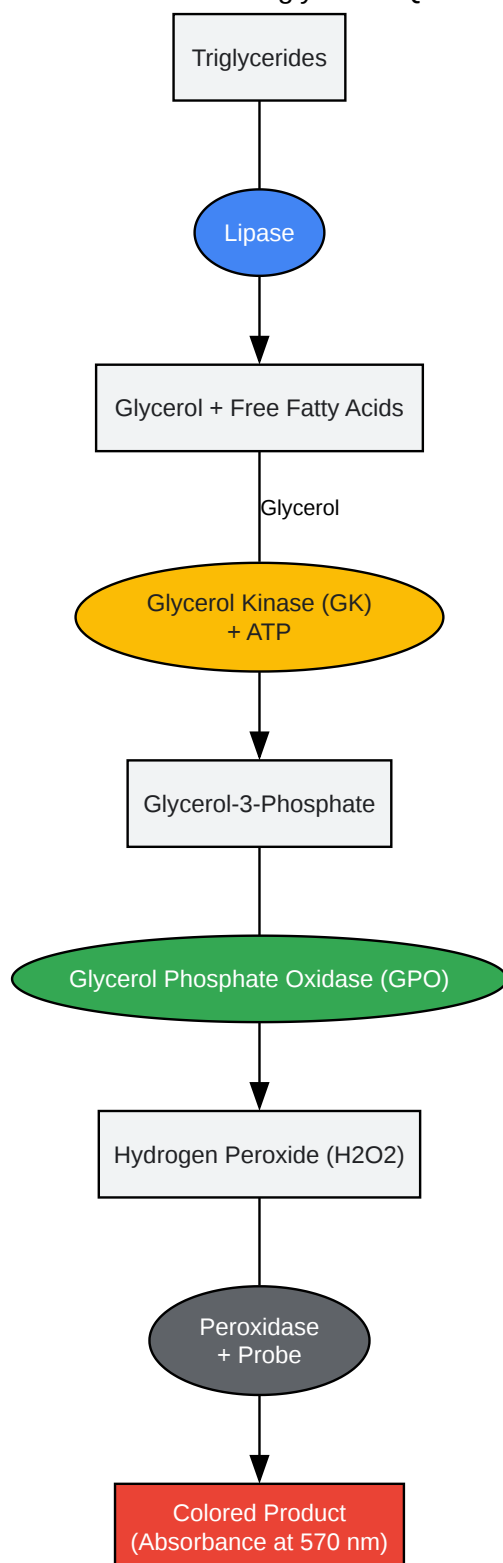 Triglycerides
Lipase
Glycerol + Free Fatty Acids
Glycerol
Glycerol Kinase (GK)
+ ATP
Glycerol-3-Phosphate
Glycerol Phosphate Oxidase (GPO)
Hydrogen Peroxide (H2O2)
Peroxidase
+ Probe
Colored Product
(Absorbance at 570 nm)